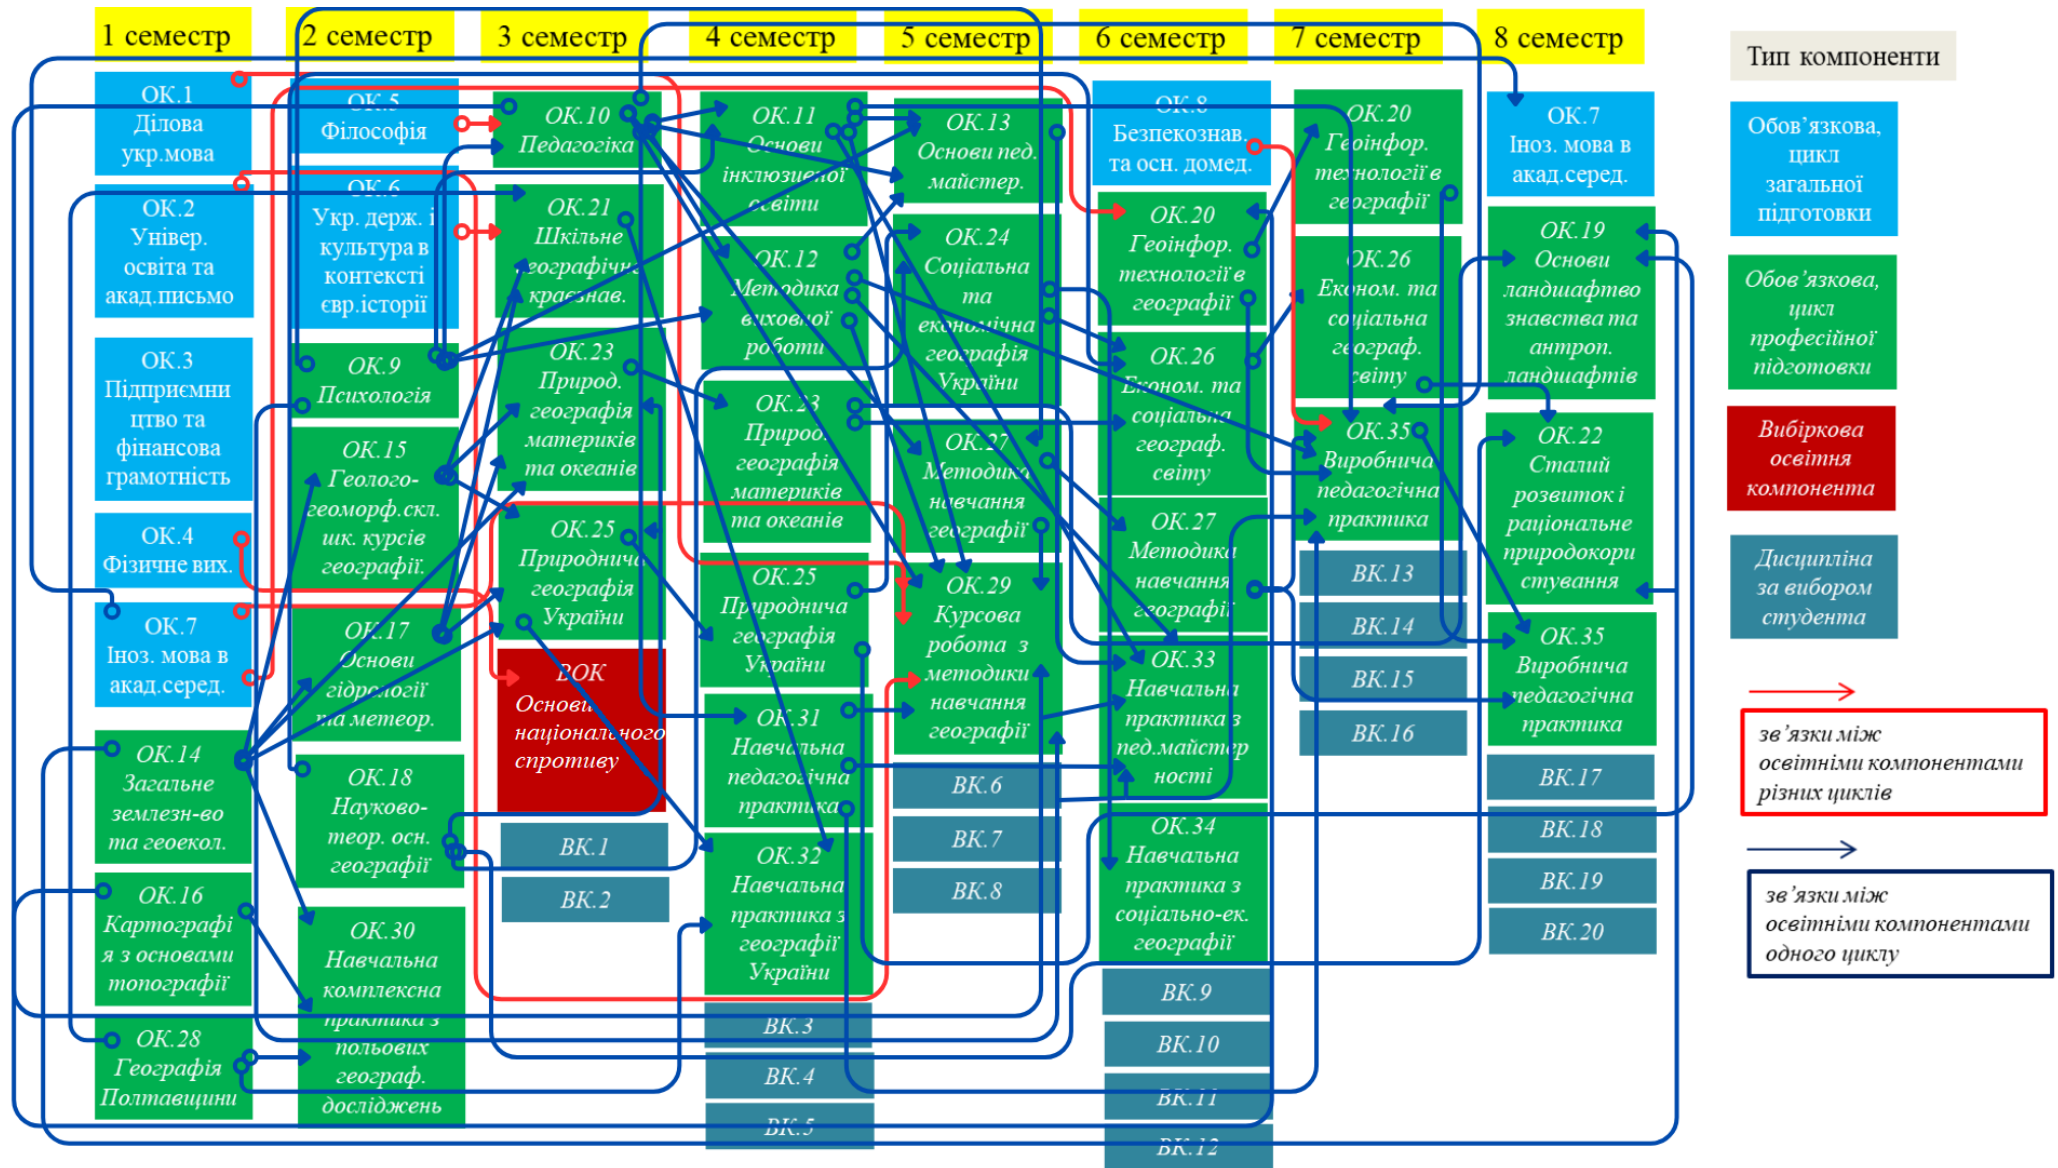 1 семестр
ОК.1
Ділова
укр.мова
ОК.2
Універ.
освіта та
акад.письмо
ОК.3
Підприємни
цтво та
фінансова
грамотність
ОК.4
Фізичне вих.
ОК.7
Іноз. мова в
акад.серед.
ОК.14
Загальне
землезн-во
та геоекол.
ОК.16
Картографі
я з основами
топографії
ОК.28
Географія
Полтавщини
2 семестр
ОК.5
Філософія
ОК.6
Укр. держ. і
культура в
контексті
євр.історії
ОК.9
Психологія
ОК.15
Геолого-
геоморф.скл.
шк. курсів
географії.
ОК.17
Основи
гідрології
та метеор.
ОК.18
Науково-
теор. осн.
географії
ОК.30
Навчальна
комплексна
практика з
польових
географ.
досліджень
3 семестр
ОК.10
Педагогіка
ОК.21
Шкільне
географічне
краєзнав.
ОК.23
Природ.
географія
материків
та океанів
ОК.25
Природнича
географія
України
ВОК
Основи
національного
спротиву
ВК.1
ВК.2
4 семестр
ОК.11
Основи
інклюзивної
освіти
ОК.12
Методика
виховної
роботи
ОК.23
Природ.
географія
материків
та океанів
ОК.25
Природнича
географія
України
ОК.31
Навчальна
педагогічна
практика
ОК.32
Навчальна
практика з
географії
України
ВК.3
ВК.4
ВК.5
5 семестр
ОК.13
Основи пед.
майстер.
ОК.24
Соціальна
та
економічна
географія
України
ОК.27
Методика
навчання
географії
ОК.29
Курсова
робота з
методики
навчання
географії
ВК.6
ВК.7
ВК.8
6 семестр
ОК.8
Безпекознав.
та осн. домед.
ОК.20
Геоінфор.
технології в
географії
ОК.26
Економ. та
соціальна
географ.
світу
ОК.27
Методика
навчання
географії
ОК.33
Навчальна
практика з
пед.майстер
ності
ОК.34
Навчальна
практика з
соціально-ек.
географії
ВК.9
ВК.10
ВК.11
ВК.12
7 семестр
ОК.20
Геоінфор.
технології в
географії
ОК.26
Економ. та
соціальна
географ.
світу
ОК.35
Виробнича
педагогічна
практика
ВК.13
ВК.14
ВК.15
ВК.16
8 семестр
ОК.7
Іноз. мова в
акад.серед.
ОК.19
Основи
ландшафтво
знавства та
антроп.
ландшафтів
ОК.22
Сталий
розвиток і
раціональне
природокори
стування
ОК.35
Виробнича
педагогічна
практика
ВК.17
ВК.18
ВК.19
ВК.20
Тип компоненти
Обов’язкова,
цикл
загальної
підготовки
Обов’язкова,
цикл
професійної
підготовки
Вибіркова
освітня
компонента
Дисципліна
за вибором
студента
зв’язки між
освітніми компонентами
різних циклів
зв’язки між
освітніми компонентами
одного циклу